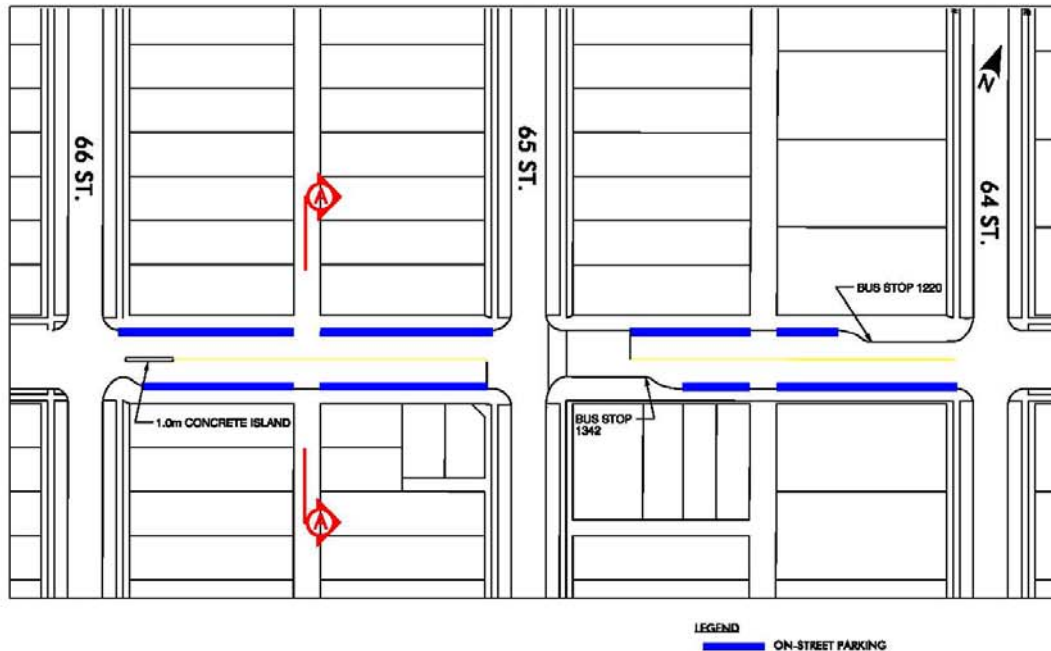 66 ST.
65 ST.
64 ST.
N
A
BUS STOP 1220
1.0m CONCRETE ISLAND
BUS STOP
1342
A
LEGEND
ON-STREET PARKING